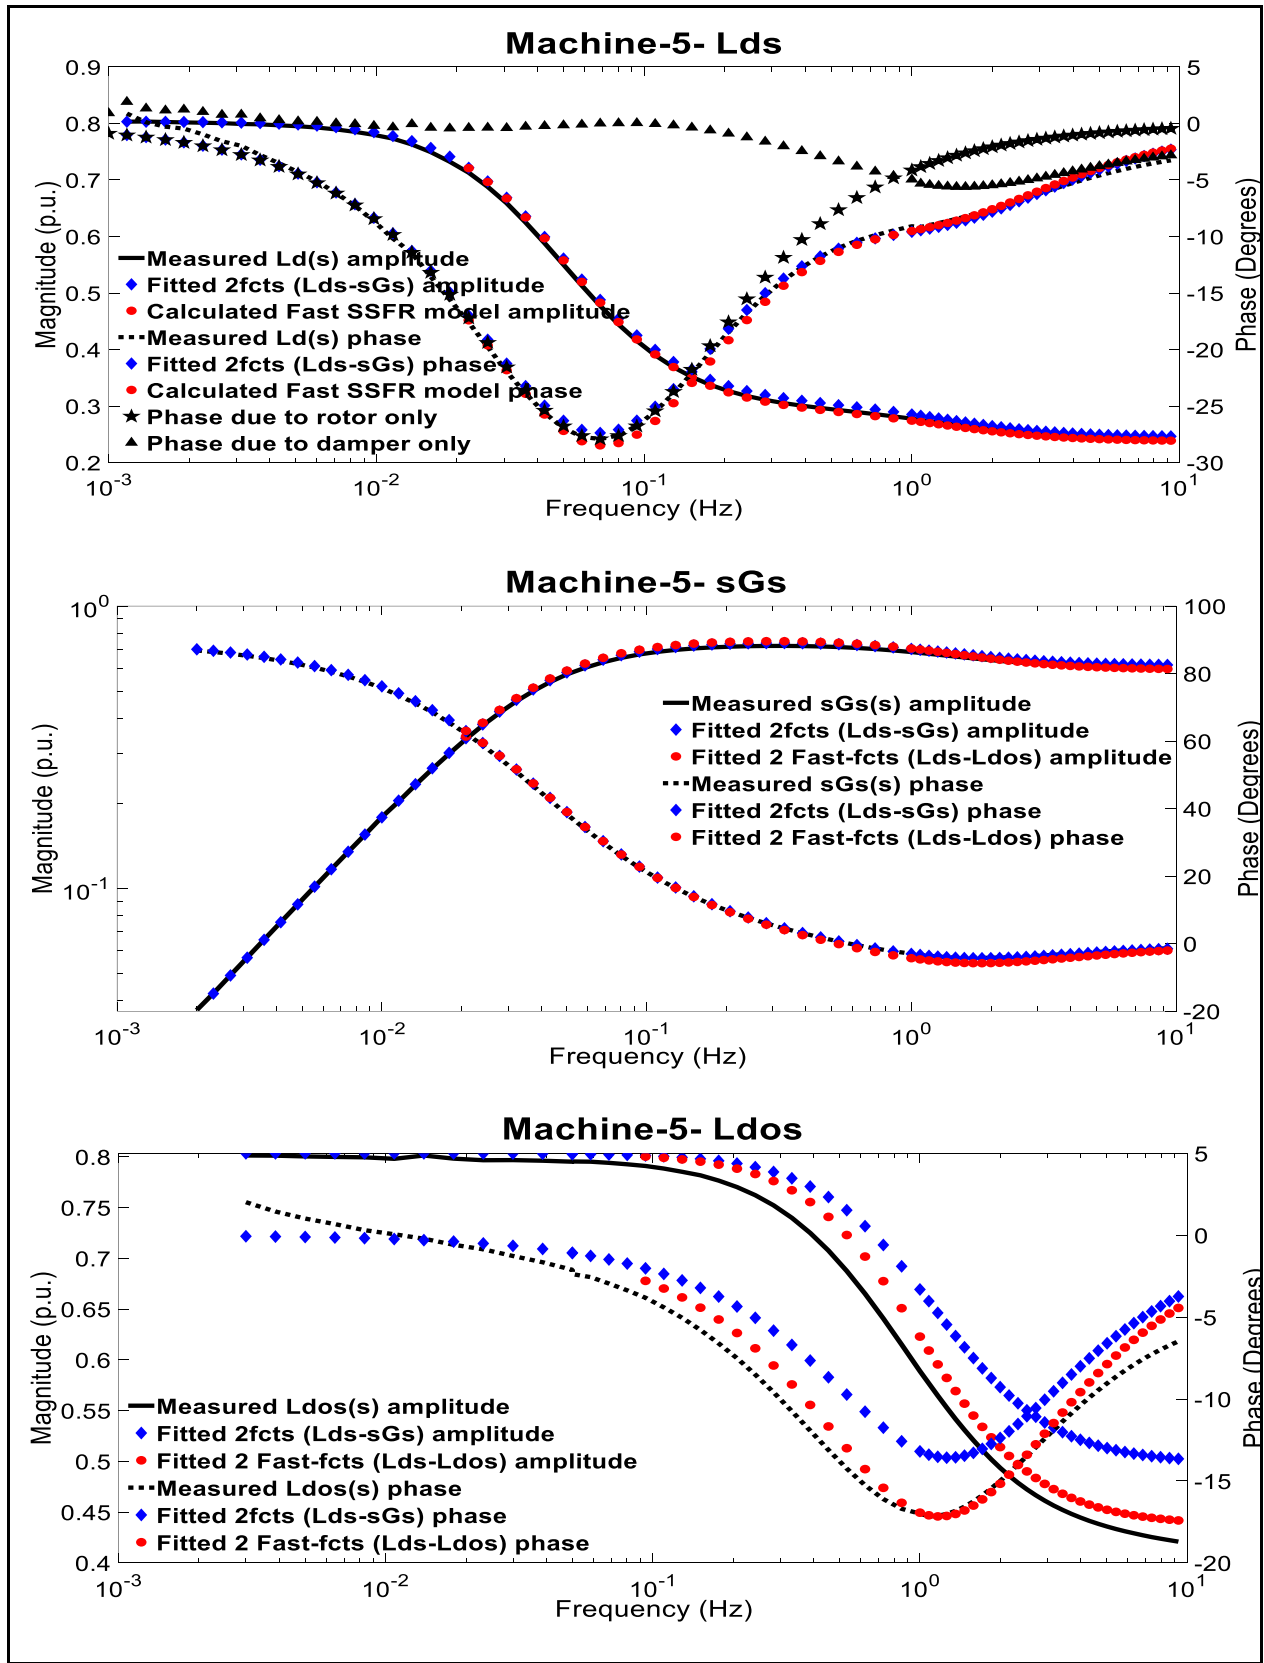 Machine-5- Lds
0.9
0.8
0.7
0.6
0.5
0.4
0.3
0.2
Magnitude (p.u.)
5
0
-5
-10
-15
-20
-25
-30
Phase (Degrees)
Measured Ld(s) amplitude
Fitted 2fcts (Lds-sGs) amplitude
Calculated Fast SSFR model amplitude
Measured Ld(s) phase
Fitted 2fcts (Lds-sGs) phase
Calculated Fast SSFR model phase
Phase due to rotor only
Phase due to damper only
10⁻³ 10⁻² 10⁻¹ 10⁰ 10¹
Frequency (Hz)
Machine-5- sGs
10⁰
10⁻¹
Magnitude (p.u.)
100
80
60
40
20
0
-20
Phase (Degrees)
Measured sGs(s) amplitude
Fitted 2fcts (Lds-sGs) amplitude
Fitted 2 Fast-fcts (Lds-Ldos) amplitude
Measured sGs(s) phase
Fitted 2fcts (Lds-sGs) phase
Fitted 2 Fast-fcts (Lds-Ldos) phase
10⁻³ 10⁻² 10⁻¹ 10⁰ 10¹
Frequency (Hz)
Machine-5- Ldos
0.8
0.75
0.7
0.65
0.6
0.55
0.5
0.45
0.4
Magnitude (p.u.)
5
0
-5
-10
-15
-20
Phase (Degrees)
Measured Ldos(s) amplitude
Fitted 2fcts (Lds-sGs) amplitude
Fitted 2 Fast-fcts (Lds-Ldos) amplitude
Measured Ldos(s) phase
Fitted 2fcts (Lds-sGs) phase
Fitted 2 Fast-fcts (Lds-Ldos) phase
10⁻³ 10⁻² 10⁻¹ 10⁰ 10¹
Frequency (Hz)